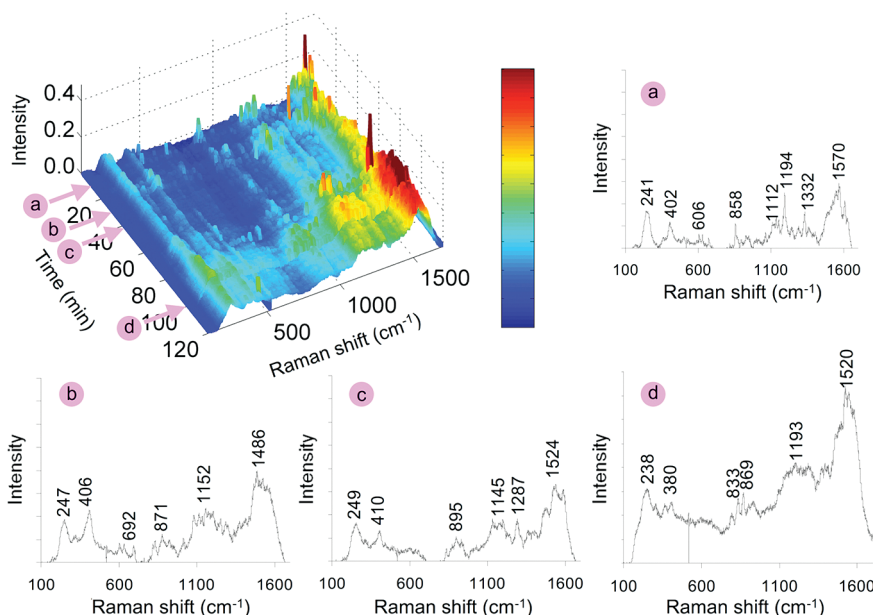 Intensity
0.4
0.2
0.0
a
b
c
d
20
40
60
80
100
120
Time (min)
500
1000
1500
Raman shift (cm-1)
a
Intensity
241
402
606
858
1112
1194
1332
1570
100 600 1100 1600
Raman shift (cm-1)
b
Intensity
247
406
692
871
1152
1486
100 600 1100 1600
Raman shift (cm-1)
c
Intensity
249
410
895
1145
1287
1524
100 600 1100 1600
Raman shift (cm-1)
d
Intensity
238
380
833
869
1193
1520
100 600 1100 1600
Raman shift (cm-1)